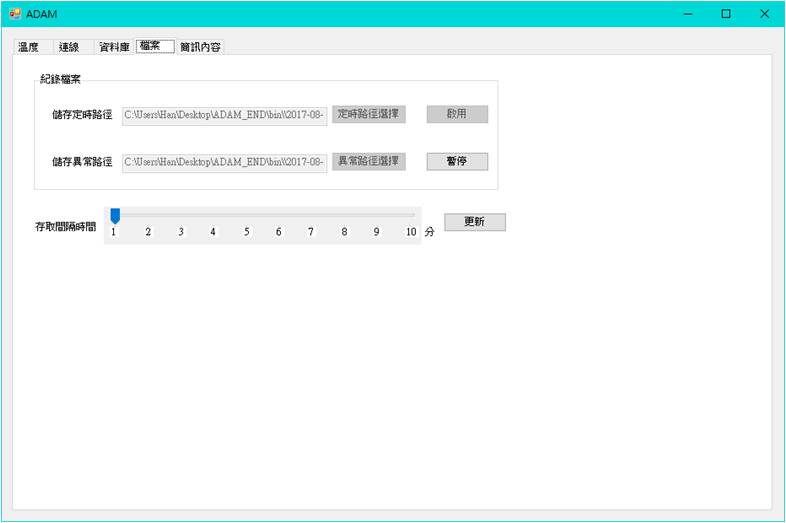 ADAM
溫度 連線 資料庫 檔案 簡訊內容
紀錄檔案
儲存定時路徑 C:\Users\Han\Desktop\ADAM_END\bin\\2017-08- 定時路徑選擇 啟用
儲存異常路徑 C:\Users\Han\Desktop\ADAM_END\bin\\2017-08- 異常路徑選擇 暫停
存取間隔時間 1 2 3 4 5 6 7 8 9 10 分 更新